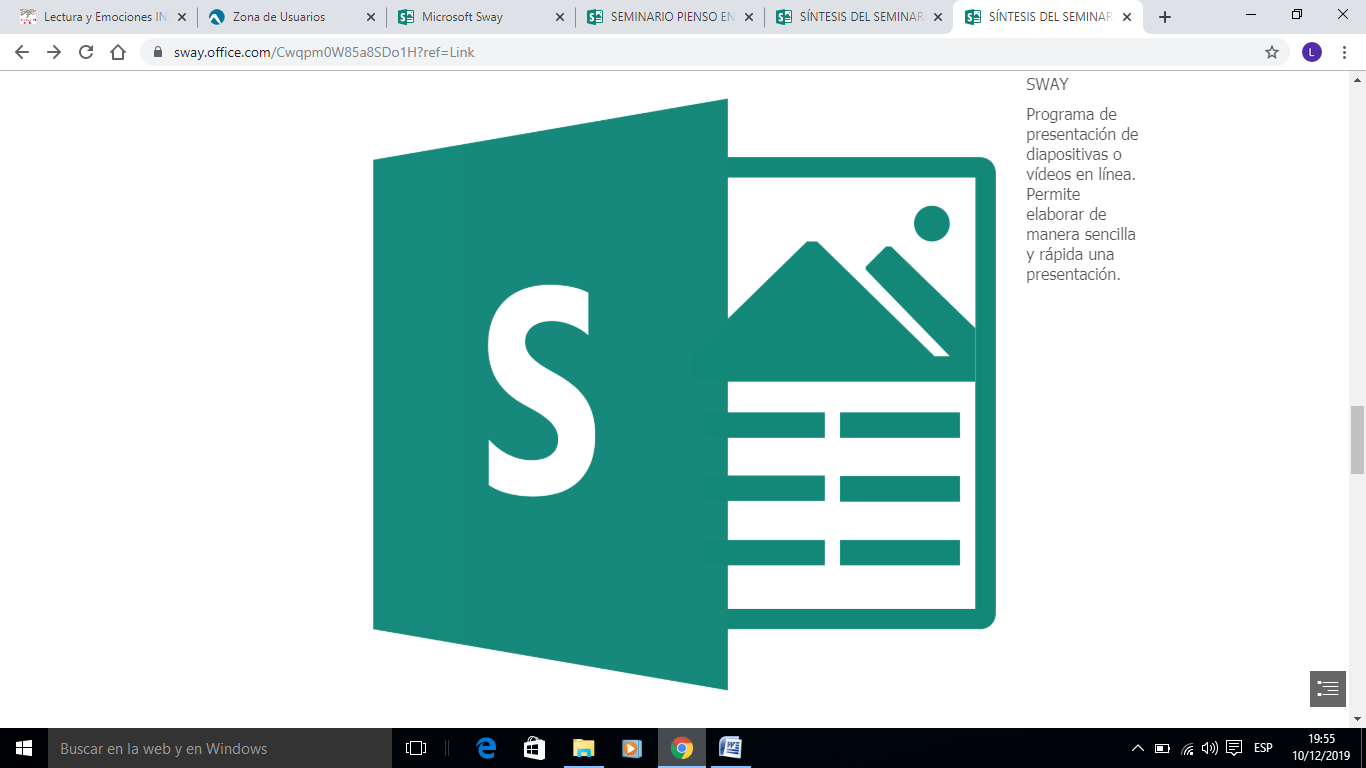 Lectura y Emociones IN
Zona de Usuarios
Microsoft Sway
SEMINARIO PIENSO EN
SÍNTESIS DEL SEMINAR
SÍNTESIS DEL SEMINAR
sway.office.com/Cwqpm0W85a8SDo1H?ref=Link
L
SWAY
Programa de
presentación de
diapositivas o
vídeos en línea.
Permite
elaborar de
manera sencilla
y rápida una
presentación.
S
Buscar en la web y en Windows
ESP
19:55
10/12/2019